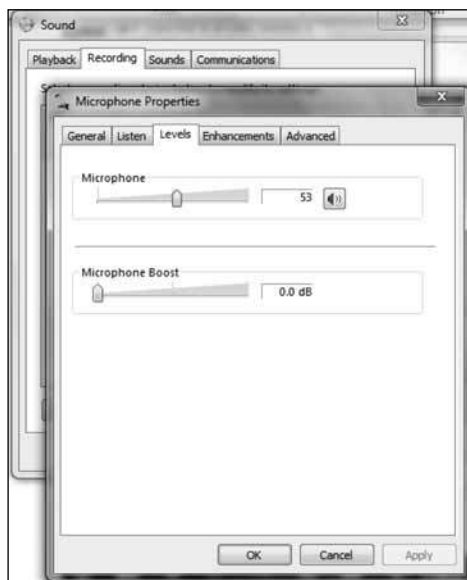 Sound
Playback Recording Sounds Communications
Microphone Properties
General Listen Levels Enhancements Advanced
Microphone
53
Microphone Boost
0.0 dB
OK Cancel Apply